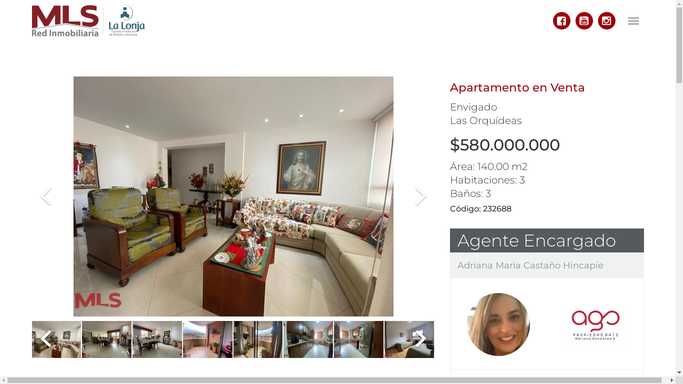 MLS
Red Inmobiliaria
La Lonja
Apartamento en Venta
Envigado
Las Orquídeas
$580.000.000
Área: 140.00 m2
Habitaciones: 3
Baños: 3
Código: 232688
Agente Encargado
Adriana Maria Castaño Hincapie
MLS
ago